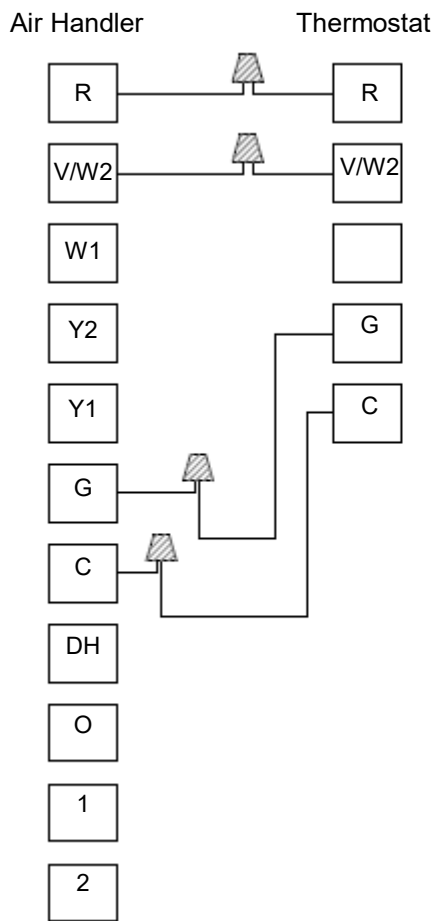 Air Handler Thermostat
R R
V/W2 V/W2
W1
Y2 G
Y1 C
G
C
DH
O
1
2